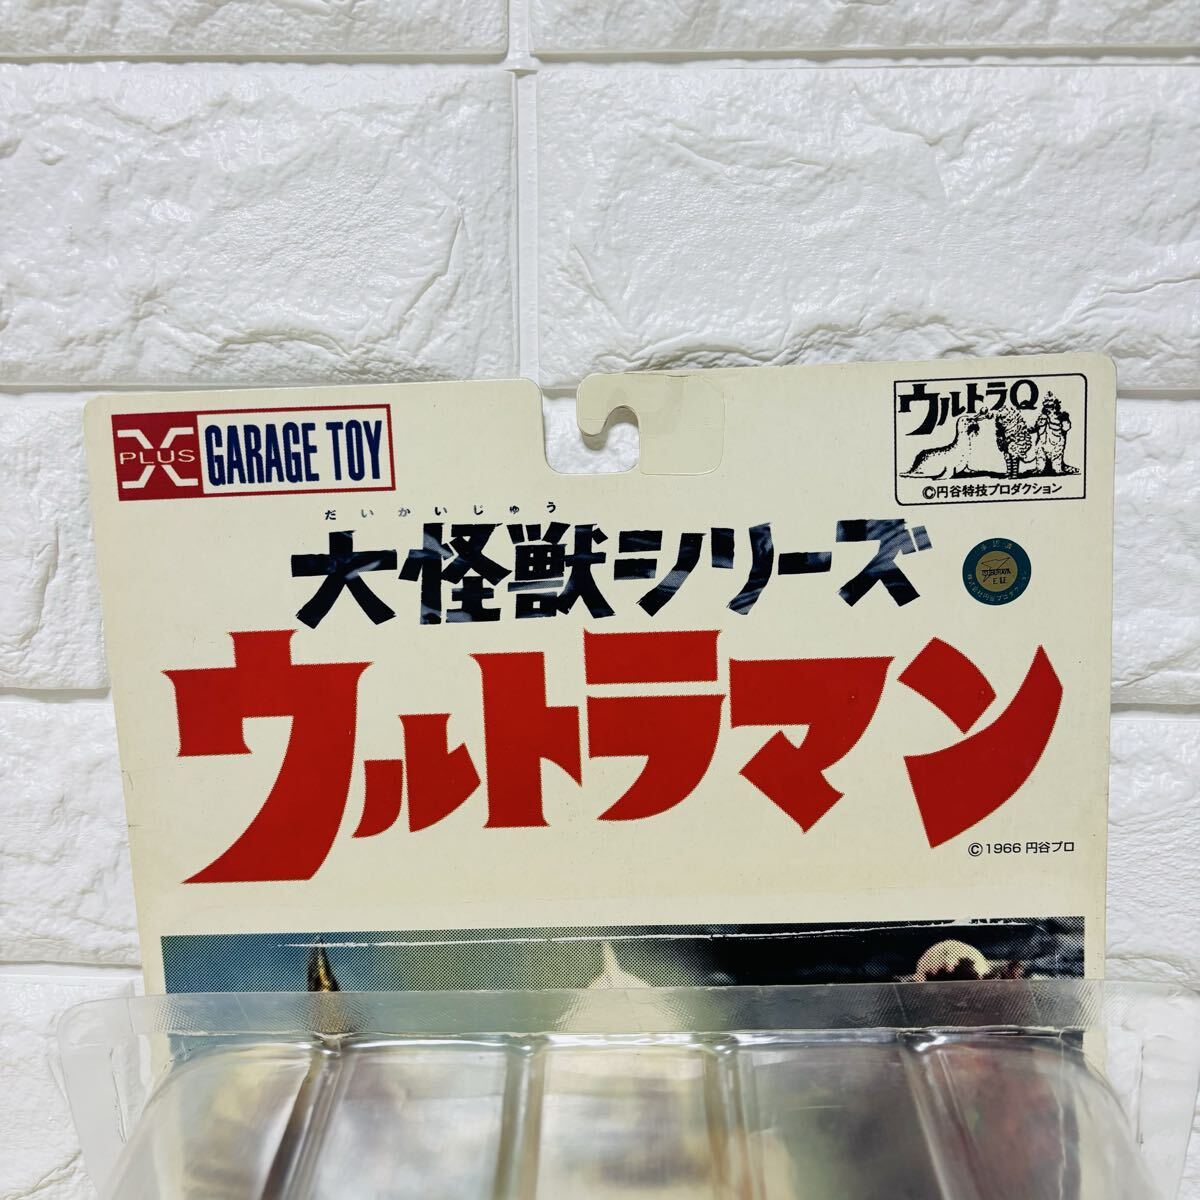 X PLUS GARAGE TOY
ウルトラQ
©円谷特技プロダクション
だいかいじゅう
大怪獣シリーズ
ウルトラマン
©1966 円谷プロ